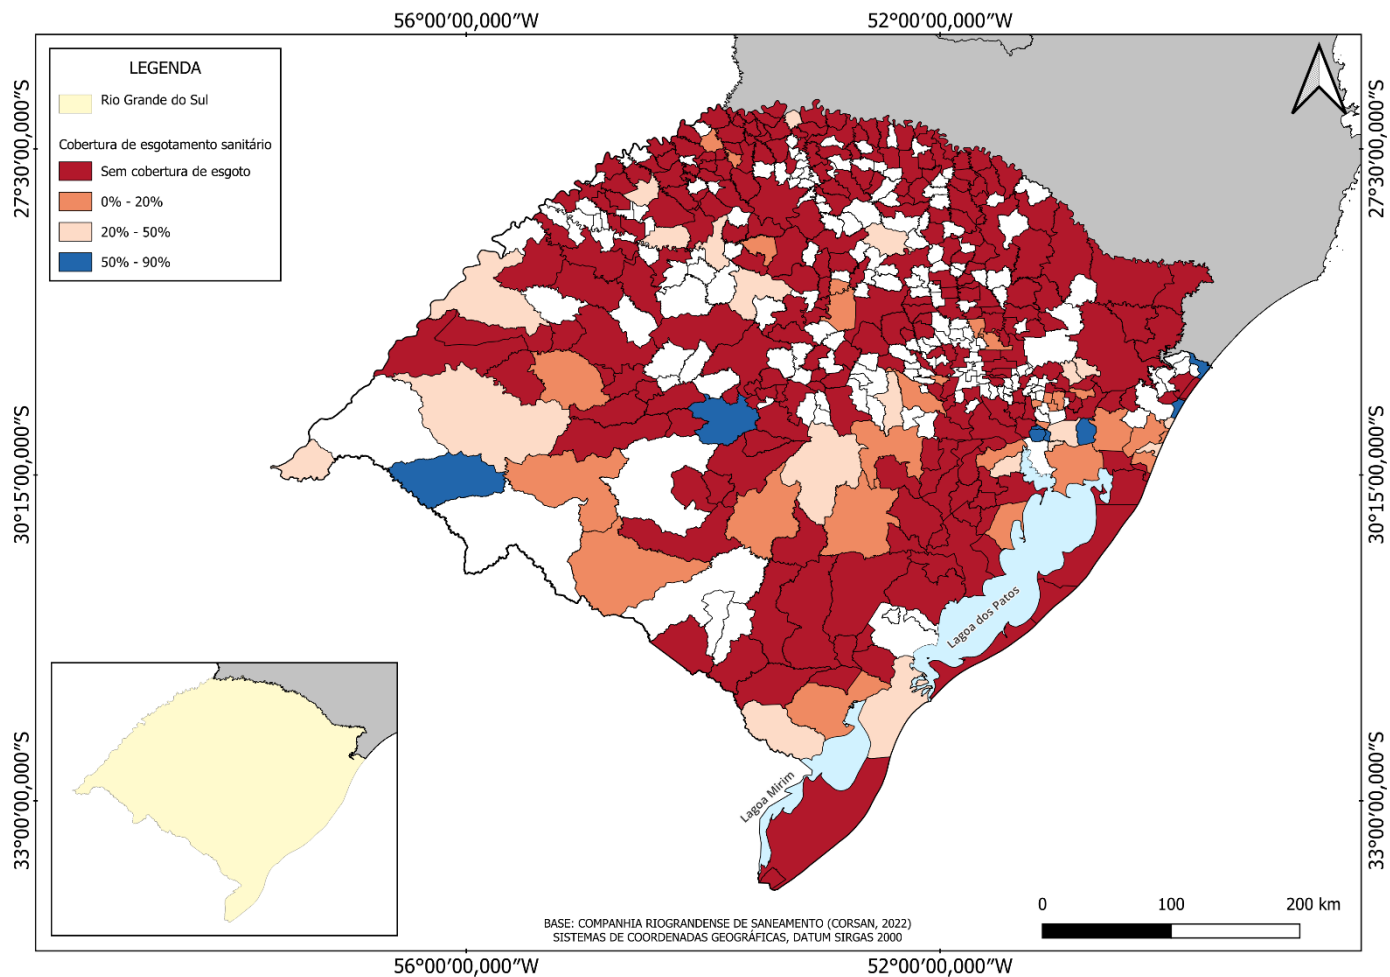 56°00′00,000″W
52°00′00,000″W
LEGENDA
Rio Grande do Sul
Cobertura de esgotamento sanitário
Sem cobertura de esgoto
0% - 20%
20% - 50%
50% - 90%
27°30′00,000″S
27°30′00,000″S
30°15′00,000″S
30°15′00,000″S
Lagoa dos Patos
Lagoa Mirim
33°00′00,000″S
33°00′00,000″S
0 100 200 km
BASE: COMPANHIA RIOGRANDENSE DE SANEAMENTO (CORSAN, 2022)
SISTEMAS DE COORDENADAS GEOGRÁFICAS, DATUM SIRGAS 2000
56°00′00,000″W
52°00′00,000″W